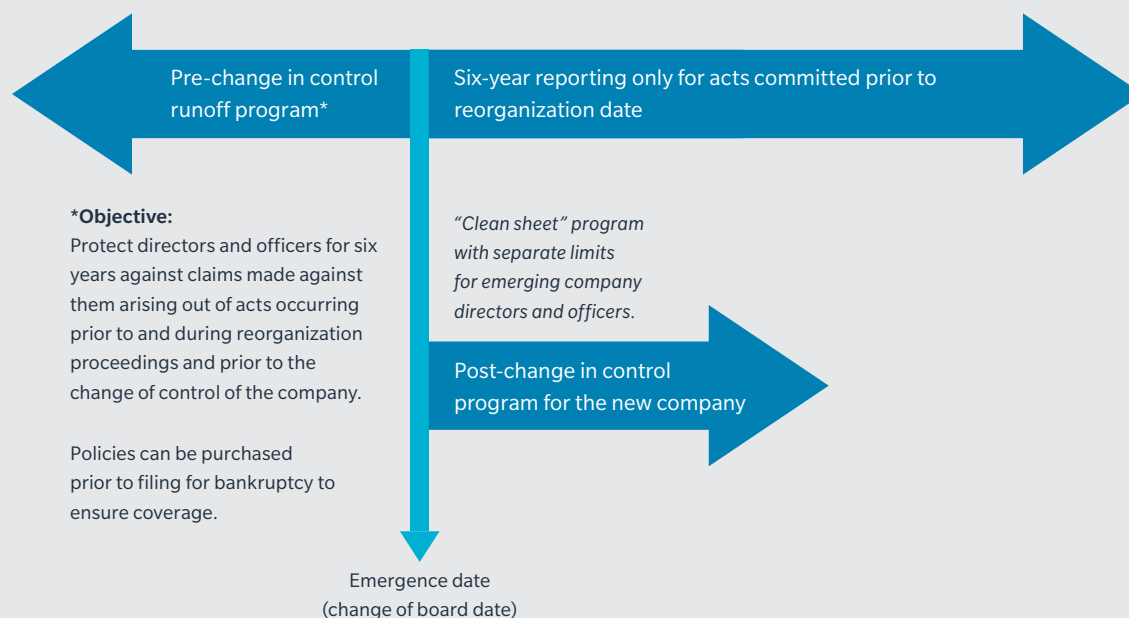 Pre-change in control
runoff program*
Six-year reporting only for acts committed prior to
reorganization date
*Objective:
Protect directors and officers for six
years against claims made against
them arising out of acts occurring
prior to and during reorganization
proceedings and prior to the
change of control of the company.
Policies can be purchased
prior to filing for bankruptcy to
ensure coverage.
“Clean sheet” program
with separate limits
for emerging company
directors and officers.
Post-change in control
program for the new company
Emergence date
(change of board date)